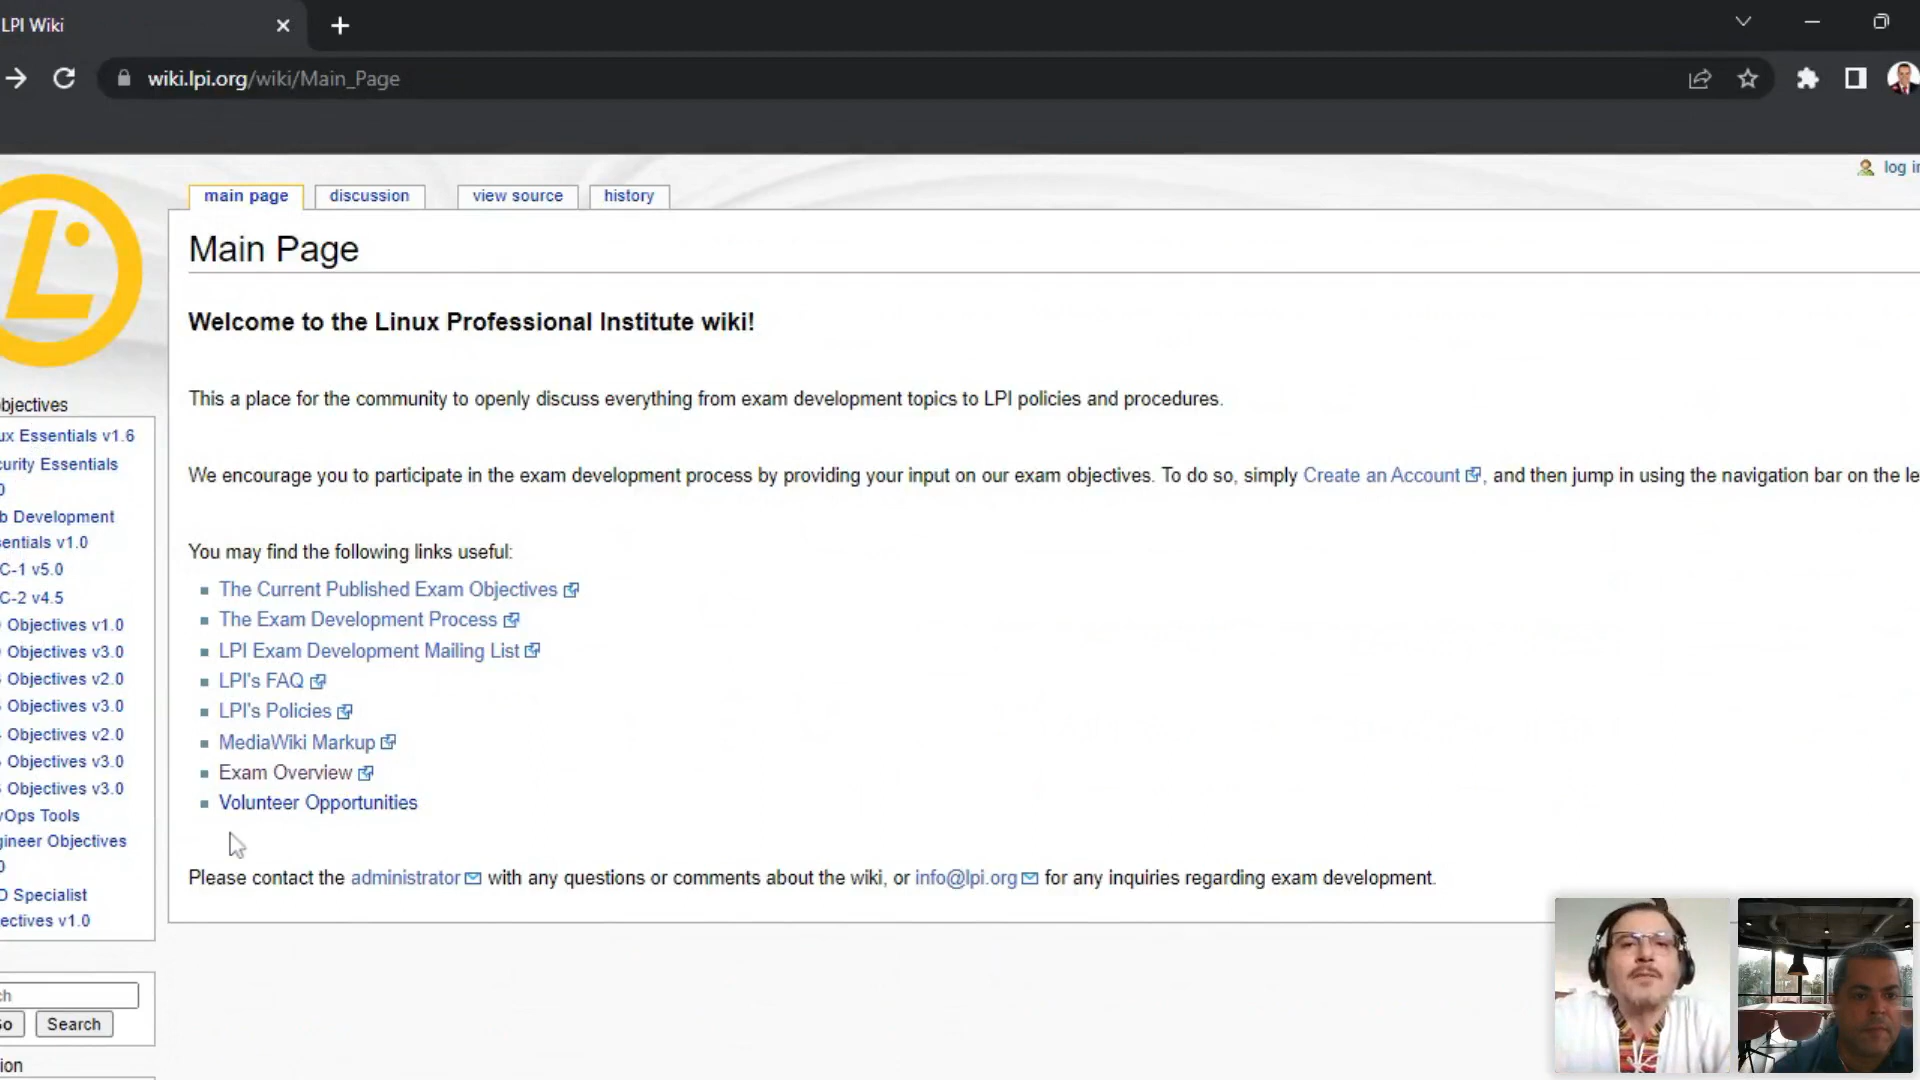 LPI Wiki
wiki.lpi.org/wiki/Main_Page
log in
main page
discussion
view source
history
Main Page
Welcome to the Linux Professional Institute wiki!
This a place for the community to openly discuss everything from exam development topics to LPI policies and procedures.
We encourage you to participate in the exam development process by providing your input on our exam objectives. To do so, simply Create an Account, and then jump in using the navigation bar on the le
You may find the following links useful:
The Current Published Exam Objectives
The Exam Development Process
LPI Exam Development Mailing List
LPI's FAQ
LPI's Policies
MediaWiki Markup
Exam Overview
Volunteer Opportunities
Please contact the administrator with any questions or comments about the wiki, or info@lpi.org for any inquiries regarding exam development.
bjectives
ux Essentials v1.6
curity Essentials
0
b Development
sentials v1.0
C-1 v5.0
C-2 v4.5
Objectives v1.0
Objectives v3.0
Objectives v2.0
Objectives v3.0
Objectives v2.0
Objectives v3.0
Objectives v3.0
vOps Tools
gineer Objectives
0
D Specialist
ectives v1.0
ch
Go
Search
ion